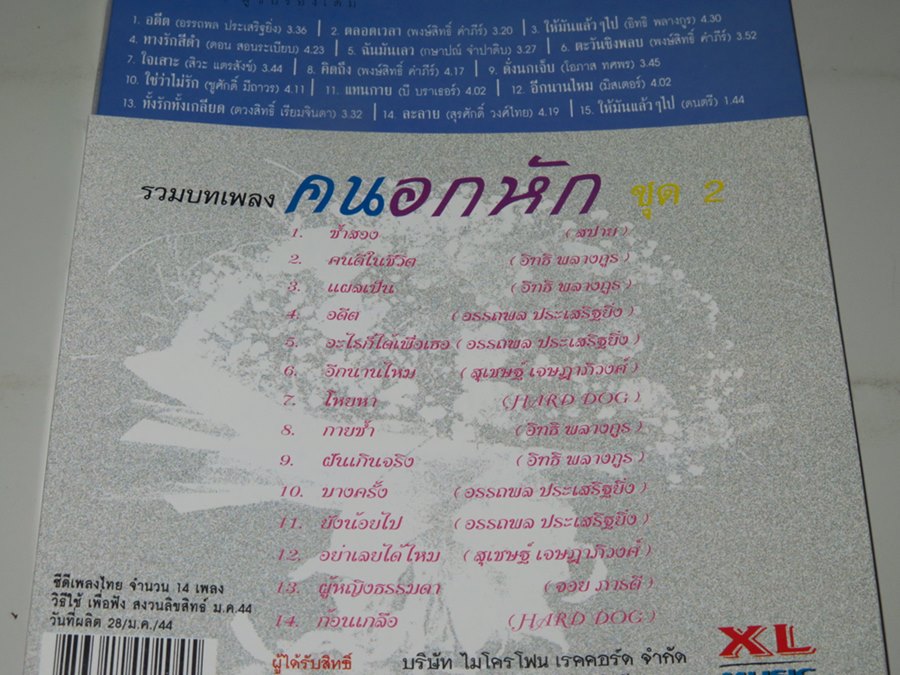 1. อดีต (อรรถพล ประเสริฐยิ่ง) 3.36 | 2. ตลอดเวลา (พงษ์สิทธิ์ คำภีร์) 3.20 | 3. ให้มันแล้วๆไป (อิทธิ พลางกูร) 4.30
4. ทางรักสีดำ (ตอน สอนระเบียบ) 4.23 | 5. ฉันมันเลว (กษาปณ์ จำปาดิบ) 3.27 | 6. ตะวันชิงพลบ (พงษ์สิทธิ์ คำภีร์) 3.52
7. ใจเสาะ (สิวะ แตรสังข์) 3.44 | 8. คิดถึง (พงษ์สิทธิ์ คำภีร์) 4.17 | 9. ดั่งนกเจ็บ (โอภาส ทศพร) 3.45
10. ใช่ว่าไม่รัก (ชูศักดิ์ มีถาวร) 4.11 | 11. แทนกาย (บี บราเธอร์) 4.02 | 12. อีกนานไหม (มิสเตอร์) 4.02
13. ทั้งรักทั้งเกลียด (ดวงสิทธิ์ เรียมจินดา) 3.32 | 14. ละลาย (สุรศักดิ์ วงศ์ไทย) 4.19 | 15. ให้มันแล้วๆไป (ดนตรี) 1.44
รวมบทเพลง คนอกหัก ชุด 2
1. ช้ำสอง (สปาย)
2. คนดีในชีวิต (อิทธิ พลางกูร)
3. แผลเป็น (อิทธิ พลางกูร)
4. อดีต (อรรถพล ประเสริฐยิ่ง)
5. อะไรก็ได้เพื่อเธอ (อรรถพล ประเสริฐยิ่ง)
6. อีกนานไหม (สุเชษฐ์ เจษฎาภิวงศ์)
7. โหยหา (HARD DOG)
8. กายช้ำ (อิทธิ พลางกูร)
9. ฝันเกินจริง (อิทธิ พลางกูร)
10. บางครั้ง (อรรถพล ประเสริฐยิ่ง)
11. ยังน้อยไป (อรรถพล ประเสริฐยิ่ง)
12. อย่าเลยได้ไหม (สุเชษฐ์ เจษฎาภิวงศ์)
13. ผู้หญิงธรรมดา (จอย ภารดี)
14. ก้อนเกลือ (HARD DOG)
ซีดีเพลงไทย จำนวน 14 เพลง
วิธีใช้ เพื่อฟัง สงวนลิขสิทธ์ ม.ค.44
วันที่ผลิต 28/ม.ค./44
ผู้ได้รับสิทธิ์ บริษัท ไมโครโฟน เรคคอร์ด จำกัด
XL
MUSIC